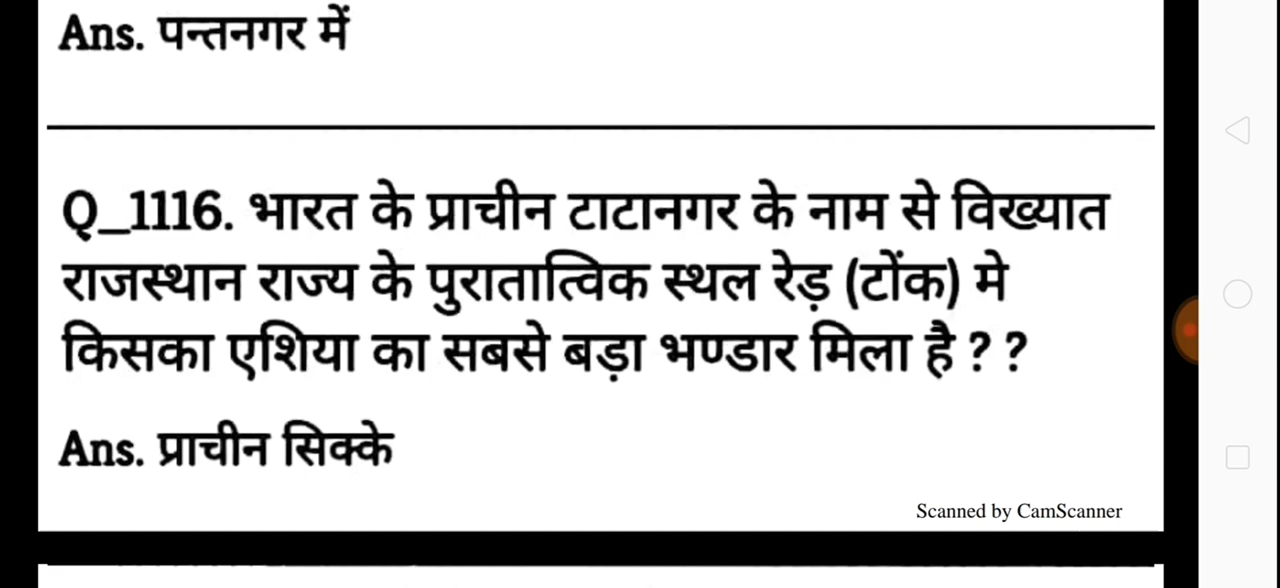 Ans. पन्तनगर में
Q_1116. भारत के प्राचीन टाटानगर के नाम से विख्यात
राजस्थान राज्य के पुरातात्विक स्थल रेड़ (टोंक) मे
किसका एशिया का सबसे बड़ा भण्डार मिला है ? ?
Ans. प्राचीन सिक्के
Scanned by CamScanner